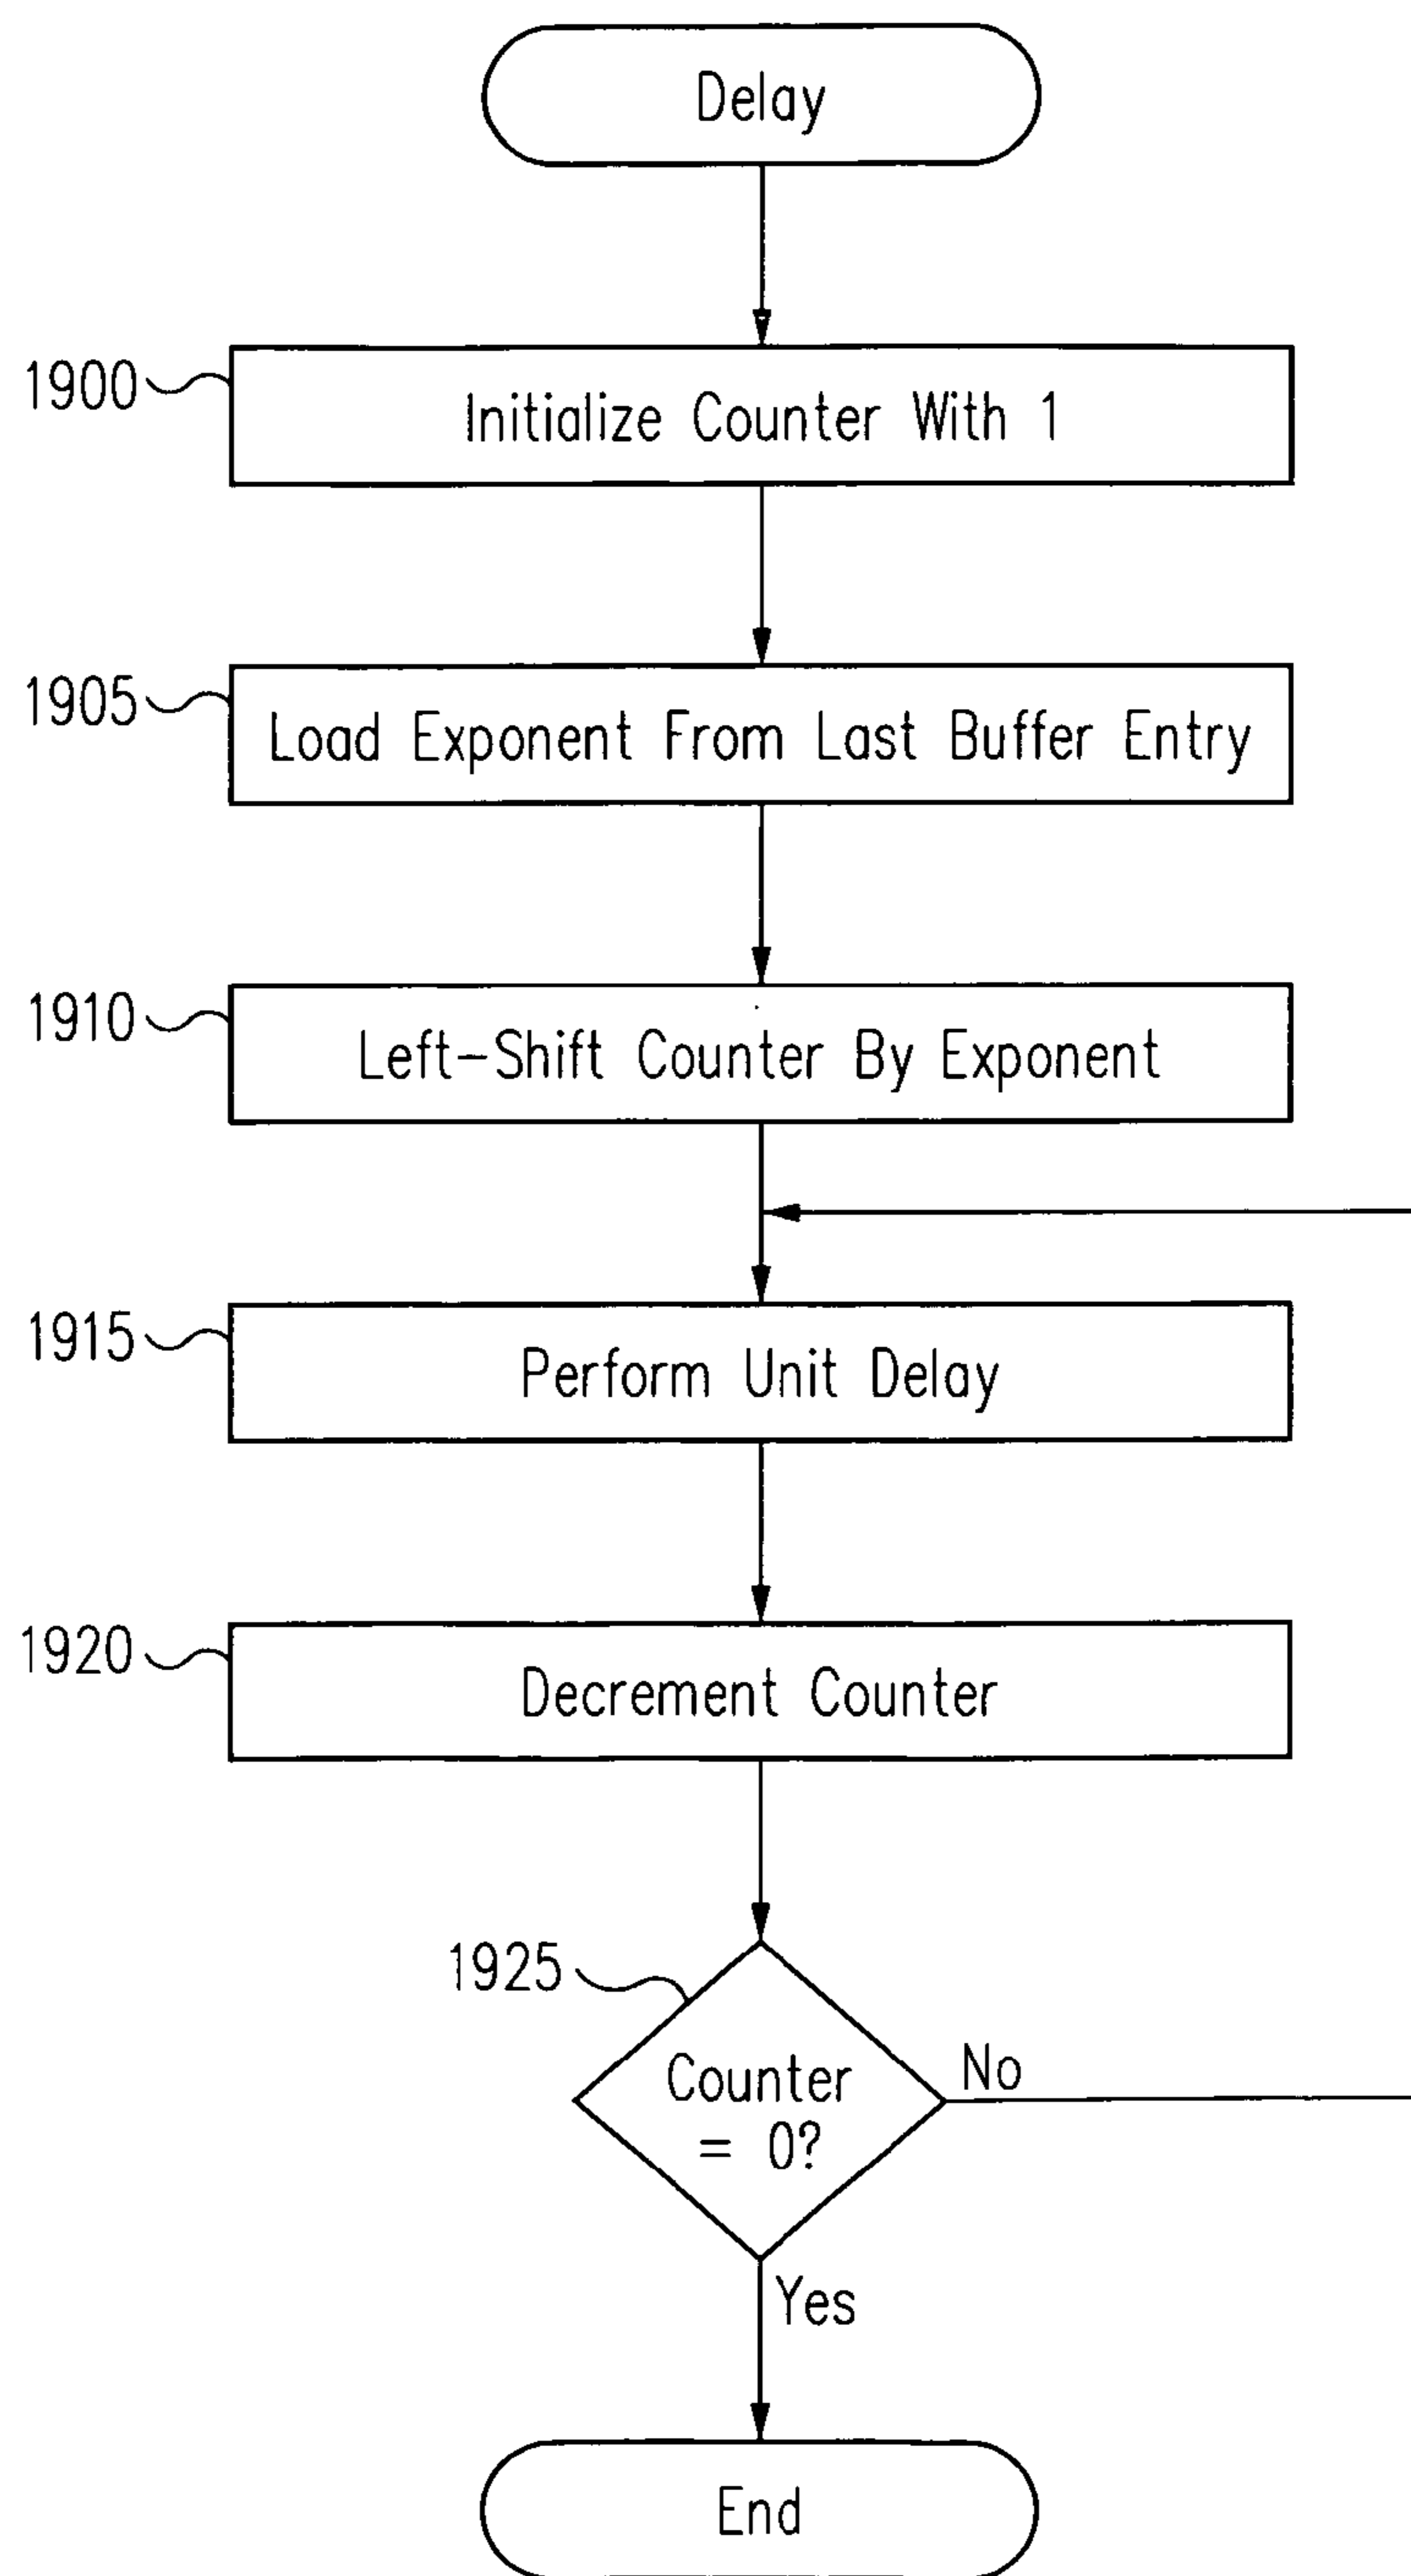 Delay
1900
Initialize Counter With 1
1905
Load Exponent From Last Buffer Entry
1910
Left-Shift Counter By Exponent
1915
Perform Unit Delay
1920
Decrement Counter
1925
Counter
= 0?
No
Yes
End